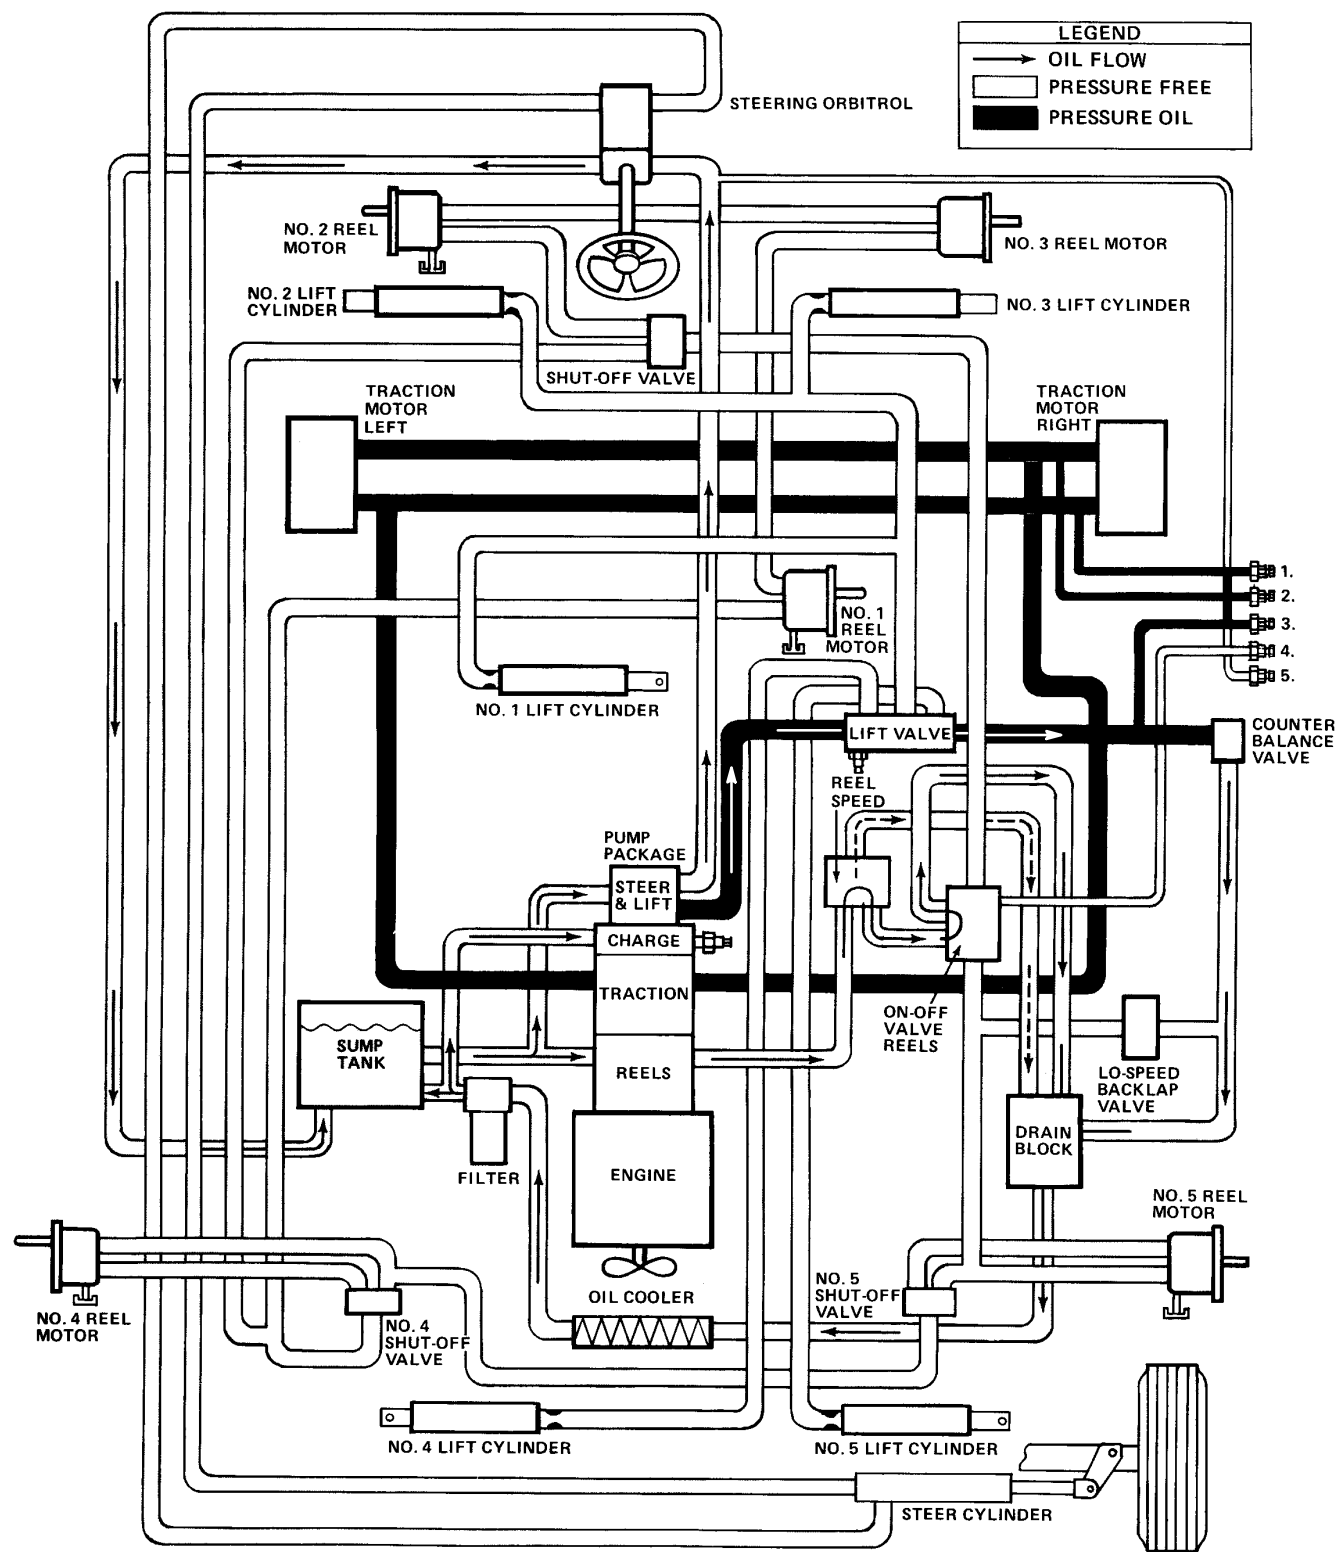 LEGEND
OIL FLOW
PRESSURE FREE
PRESSURE OIL
STEERING ORBITROL
NO. 2 REEL
MOTOR
NO. 3 REEL MOTOR
NO. 2 LIFT
CYLINDER
NO. 3 LIFT CYLINDER
SHUT-OFF VALVE
TRACTION
MOTOR
LEFT
TRACTION
MOTOR
RIGHT
1.
2.
3.
4.
5.
NO. 1
REEL
MOTOR
NO. 1 LIFT CYLINDER
LIFT VALVE
COUNTER
BALANCE
VALVE
REEL
SPEED
PUMP
PACKAGE
STEER
& LIFT
CHARGE
TRACTION
REELS
ENGINE
SUMP
TANK
FILTER
ON-OFF
VALVE
REELS
LO-SPEED
BACKLAP
VALVE
DRAIN
BLOCK
NO. 5 REEL
MOTOR
NO. 5
SHUT-OFF
VALVE
OIL COOLER
NO. 4 REEL
MOTOR
NO. 4
SHUT-OFF
VALVE
NO. 4 LIFT CYLINDER
NO. 5 LIFT CYLINDER
STEER CYLINDER